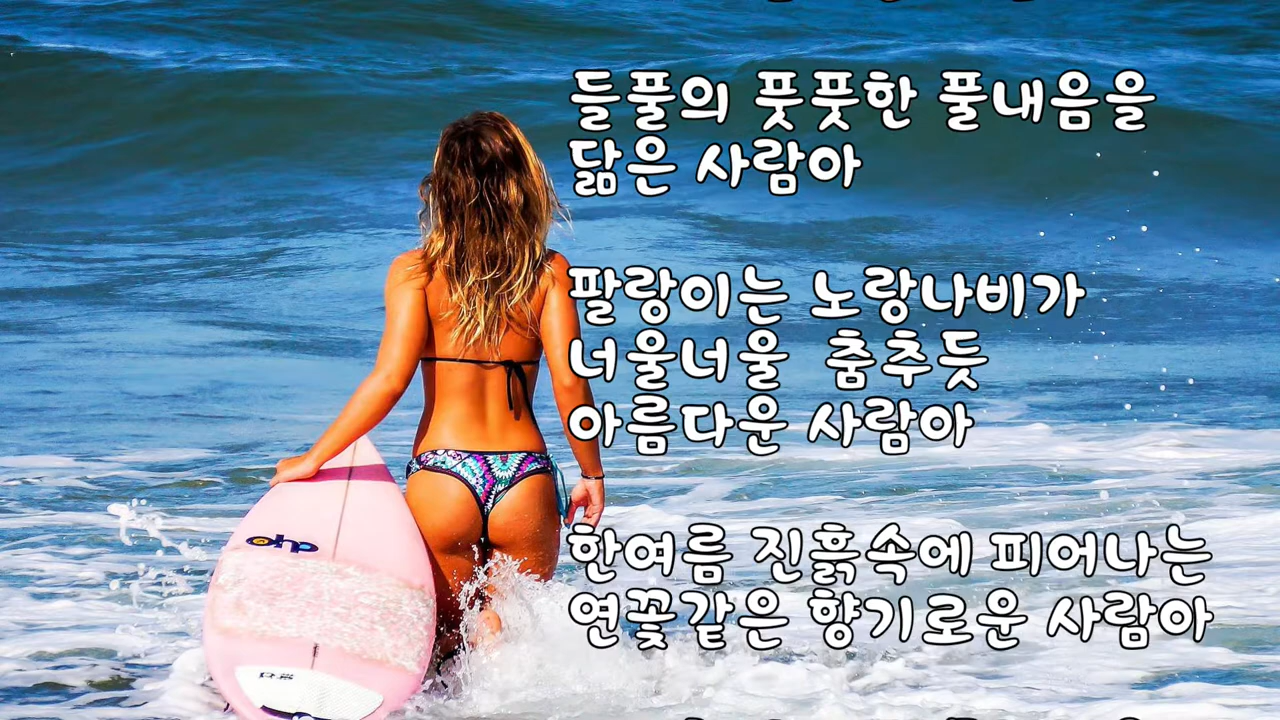 들풀의 풋풋한 풀내음을
닮은 사람아
팔랑이는 노랑나비가
너울너울 춤추듯
아름다운 사람아
한여름 진흙속에 피어나는
연꽃같은 향기로운 사람아